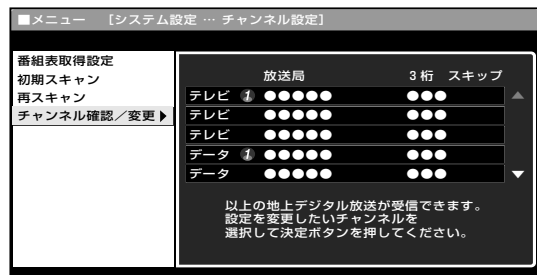 ■メニュー [システム設定 … チャンネル設定]
番組表取得設定
初期スキャン
再スキャン
チャンネル確認／変更▶
放送局 3桁 スキップ
テレビ 1 ●●●●● ●●●
テレビ ●●●●● ●●●
テレビ ●●●●● ●●●
データ 1 ●●●●● ●●●
データ ●●●●● ●●●
以上の地上デジタル放送が受信できます。
設定を変更したいチャンネルを
選択して決定ボタンを押してください。